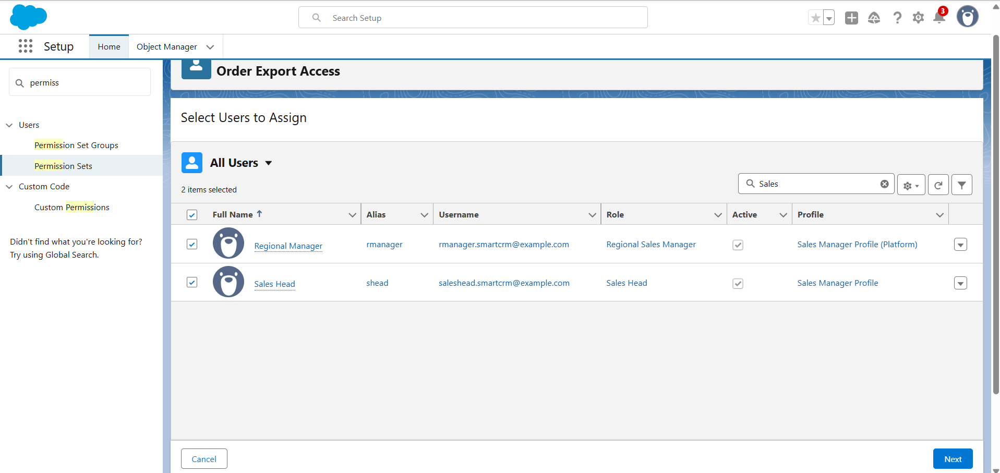 Search Setup
3
Setup
Home
Object Manager
permiss
Users
Permission Set Groups
Permission Sets
Custom Code
Custom Permissions
Didn't find what you're looking for?
Try using Global Search.
Order Export Access
Select Users to Assign
All Users
2 items selected
Sales
Full Name Alias Username Role Active Profile
Regional Manager rmanager rmanager.smartcrm@example.com Regional Sales Manager Sales Manager Profile (Platform)
Sales Head shead saleshead.smartcrm@example.com Sales Head Sales Manager Profile
Cancel
Next